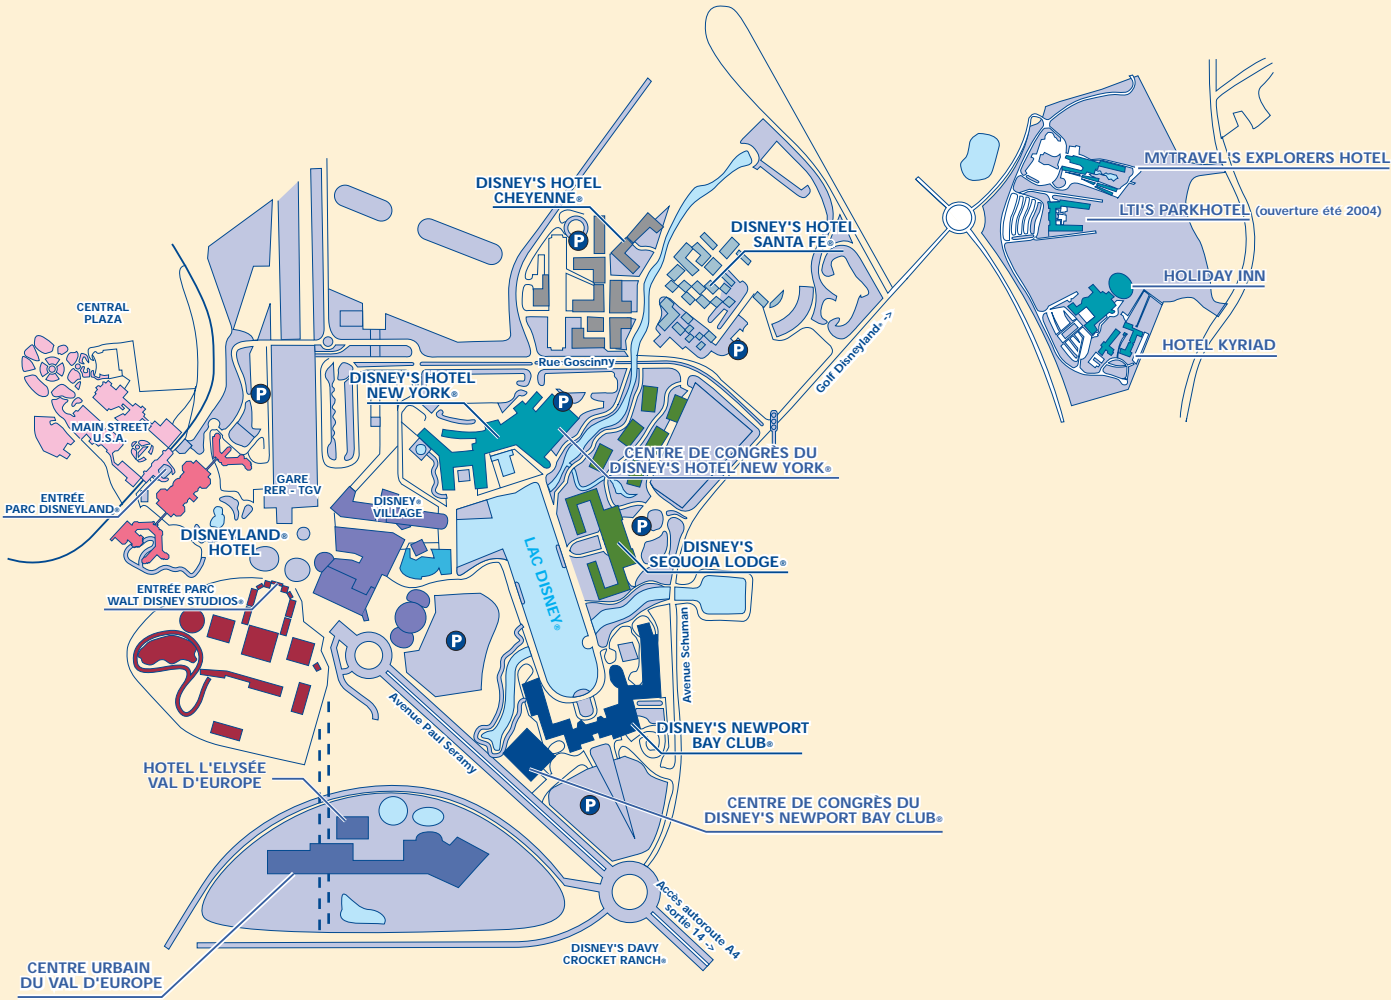 MYTRAVEL'S EXPLORERS HOTEL
DISNEY'S HOTEL
CHEYENNE®
LTI'S PARKHOTEL (ouverture été 2004)
DISNEY'S HOTEL
SANTA FE®
P
HOLIDAY INN
CENTRAL
PLAZA
HOTEL KYRIAD
P
Golf Disneyland® ->
Rue Goscinny
DISNEY'S HOTEL
NEW YORK®
P
P
MAIN STREET
U.S.A.
CENTRE DE CONGRÈS DU
DISNEY'S HOTEL NEW YORK®
GARE
RER - TGV
ENTRÉE
PARC DISNEYLAND®
DISNEY®
VILLAGE
P
DISNEYLAND®
HOTEL
LAC DISNEY®
DISNEY'S
SEQUOIA LODGE®
ENTRÉE PARC
WALT DISNEY STUDIOS®
P
Avenue Schuman
Avenue Paul Seramy
DISNEY'S NEWPORT
BAY CLUB®
HOTEL L'ELYSÉE
VAL D'EUROPE
P
CENTRE DE CONGRÈS DU
DISNEY'S NEWPORT BAY CLUB®
Accès autoroute A4
sortie 14 ->
DISNEY'S DAVY
CROCKET RANCH®
CENTRE URBAIN
DU VAL D'EUROPE